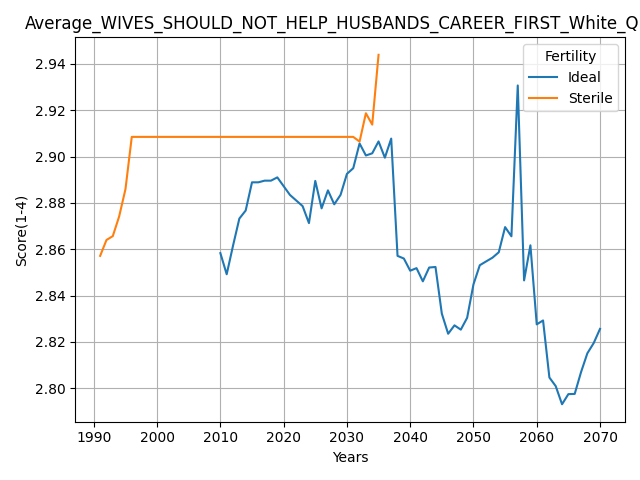 Average_WIVES_SHOULD_NOT_HELP_HUSBANDS_CAREER_FIRST_White_Q
Fertility
Ideal
Sterile
Score(1-4)
2.94
2.92
2.90
2.88
2.86
2.84
2.82
2.80
1990 2000 2010 2020 2030 2040 2050 2060 2070
Years